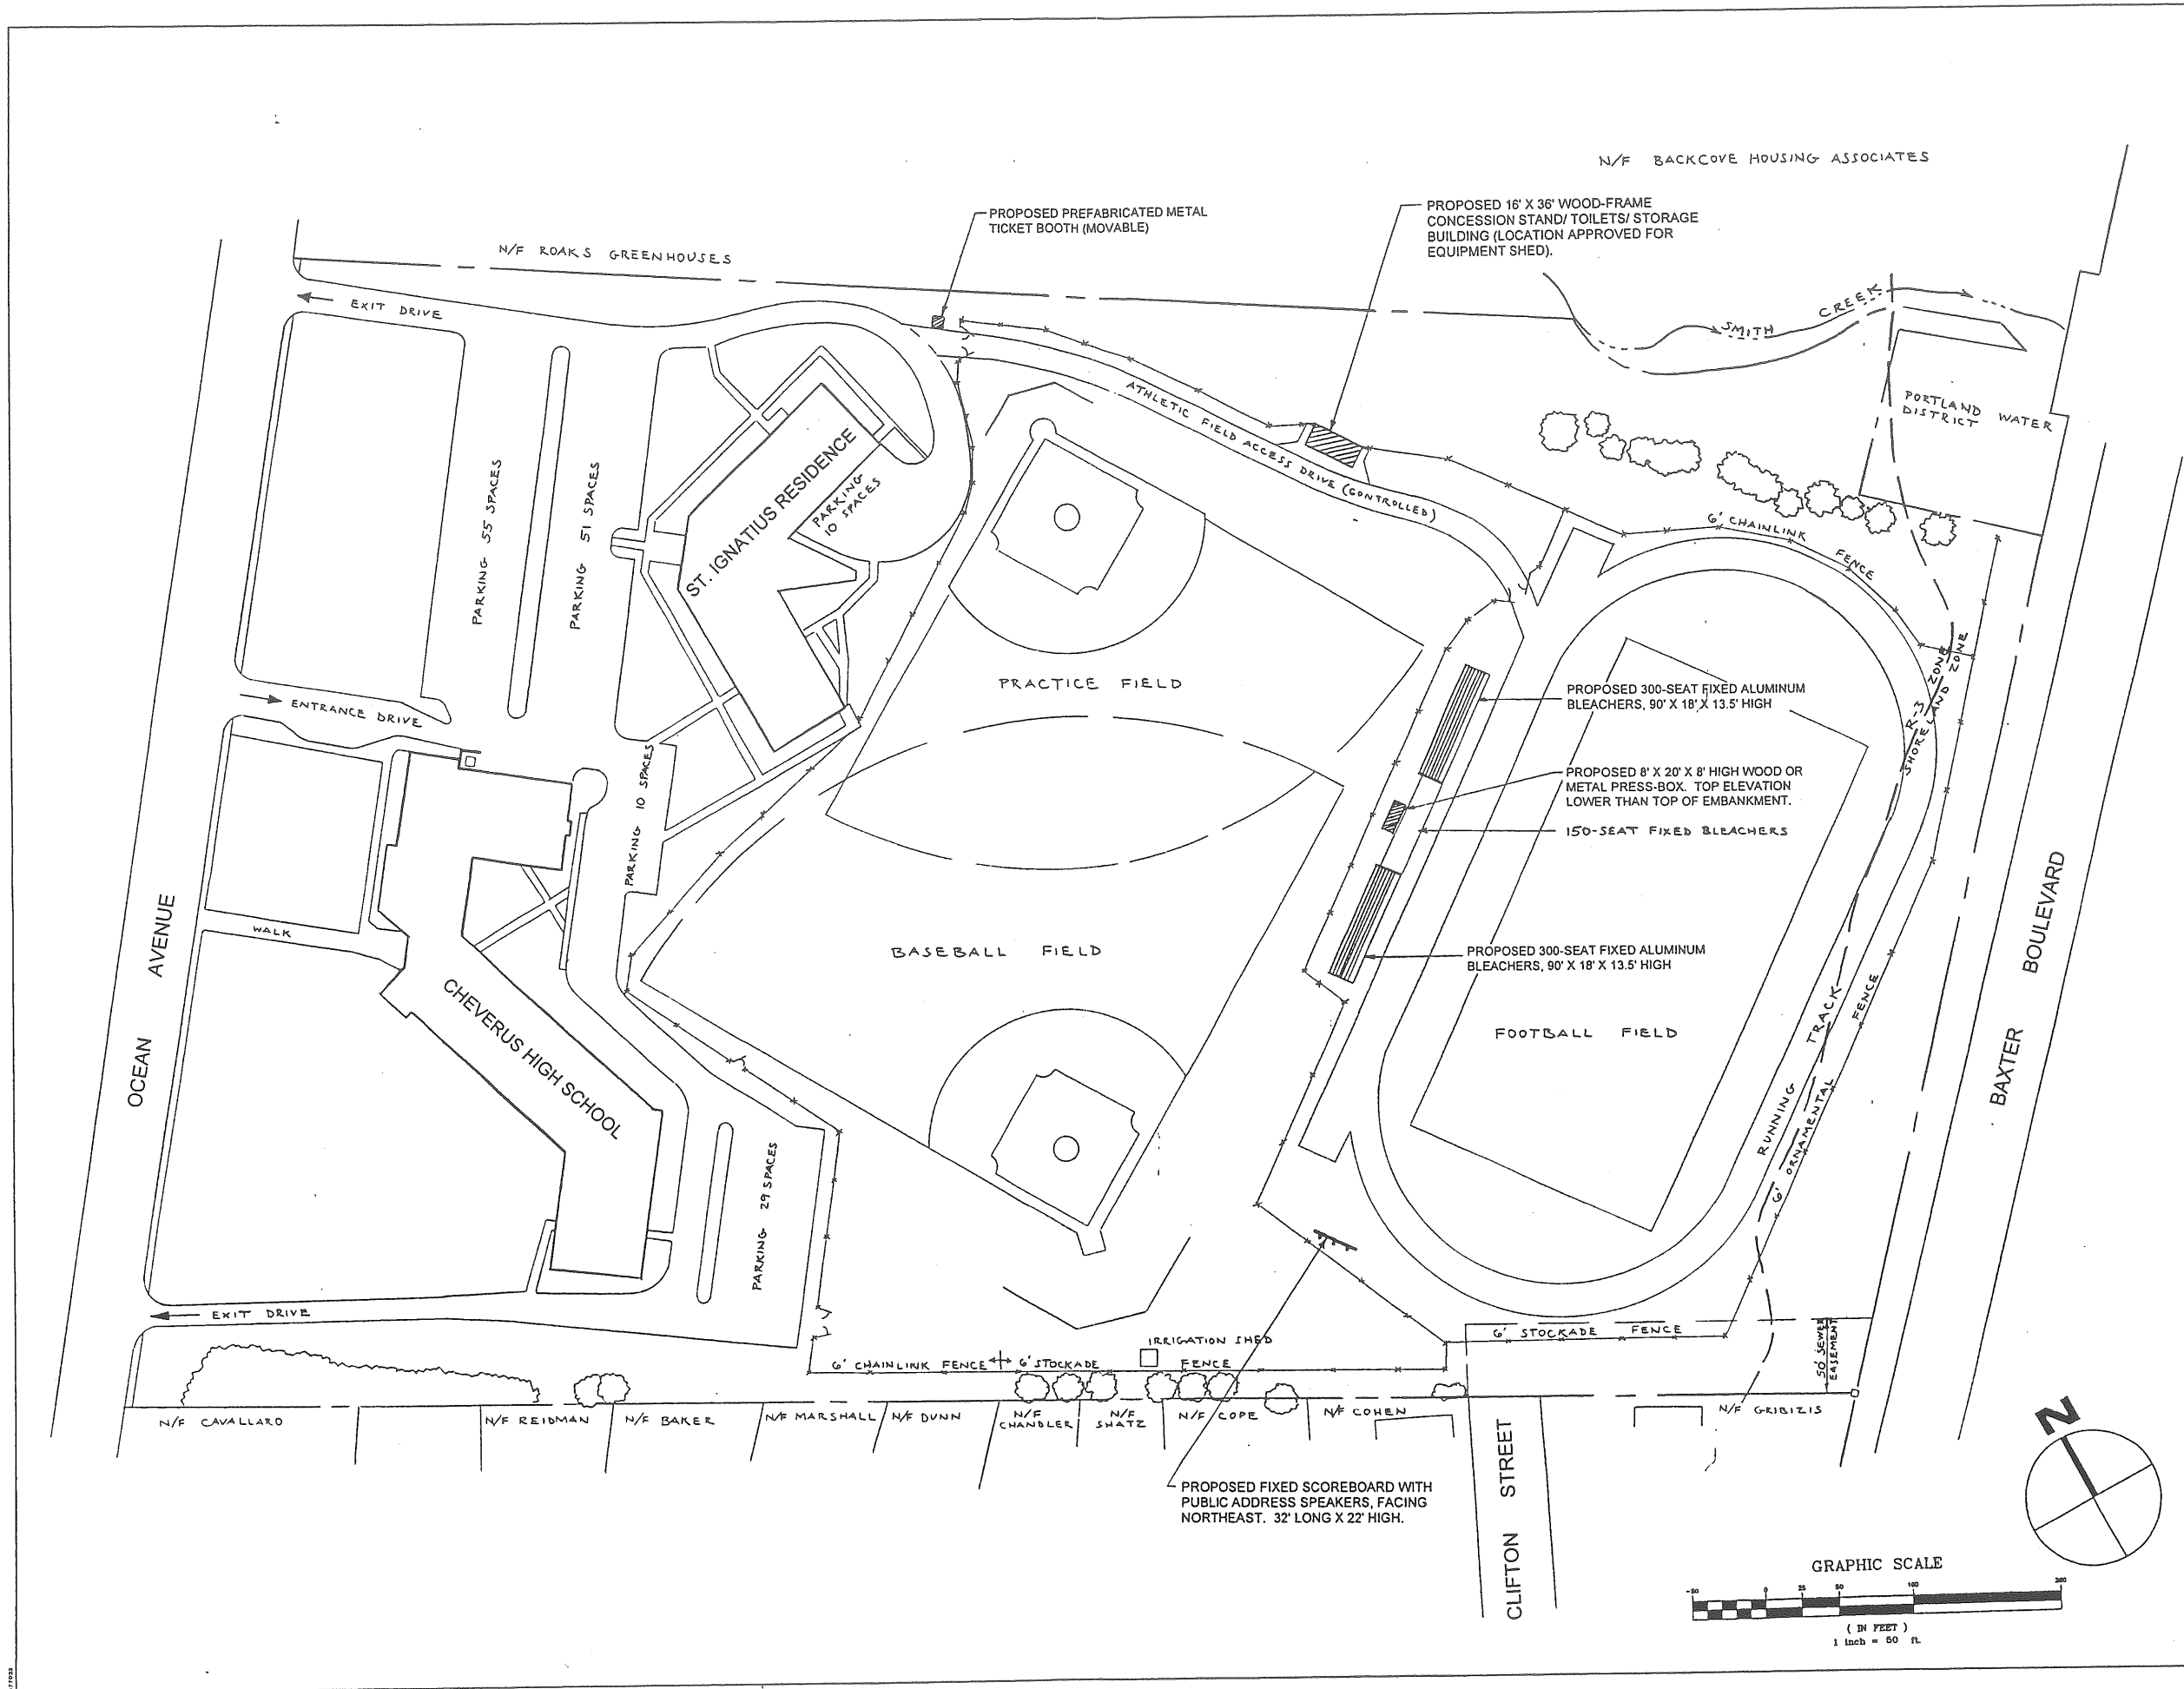 N/F BACKCOVE HOUSING ASSOCIATES
PROPOSED PREFABRICATED METAL
TICKET BOOTH (MOVABLE)
PROPOSED 16' X 36' WOOD-FRAME
CONCESSION STAND/ TOILETS/ STORAGE
BUILDING (LOCATION APPROVED FOR
EQUIPMENT SHED).
N/F ROAKS GREENHOUSES
EXIT DRIVE
SMITH CREEK
PORTLAND WATER
DISTRICT
ATHLETIC FIELD ACCESS DRIVE (CONTROLLED)
PARKING 55 SPACES
PARKING 51 SPACES
ST. IGNATIUS RESIDENCE
PARKING
10 SPACES
6' CHAINLINK FENCE
R-3 ZONE
SHORELAND ZONE
PRACTICE FIELD
PROPOSED 300-SEAT FIXED ALUMINUM
BLEACHERS, 90' X 18' X 13.5' HIGH
ENTRANCE DRIVE
PROPOSED 8' X 20' X 8' HIGH WOOD OR
METAL PRESS-BOX. TOP ELEVATION
LOWER THAN TOP OF EMBANKMENT.
150-SEAT FIXED BLEACHERS
PARKING 10 SPACES
WALK
OCEAN AVENUE
BASEBALL FIELD
PROPOSED 300-SEAT FIXED ALUMINUM
BLEACHERS, 90' X 18' X 13.5' HIGH
BAXTER BOULEVARD
CHEVERUS HIGH SCHOOL
FOOTBALL FIELD
RUNNING TRACK
6' ORNAMENTAL FENCE
PARKING 29 SPACES
EXIT DRIVE
IRRIGATION SHED
6' CHAINLINK FENCE
6' STOCKADE FENCE
6' STOCKADE FENCE
50' SEWER
EASEMENT
N/F CAVALLARO
N/F REIDMAN
N/F BAKER
N/F MARSHALL
N/F DUNN
N/F
CHANDLER
N/F
SHATZ
N/F COPE
N/F COHEN
N/F GRIBIZIS
CLIFTON STREET
PROPOSED FIXED SCOREBOARD WITH
PUBLIC ADDRESS SPEAKERS, FACING
NORTHEAST. 32' LONG X 22' HIGH.
N
GRAPHIC SCALE
-50 0 25 50 100 200
( IN FEET )
1 inch = 50 ft.